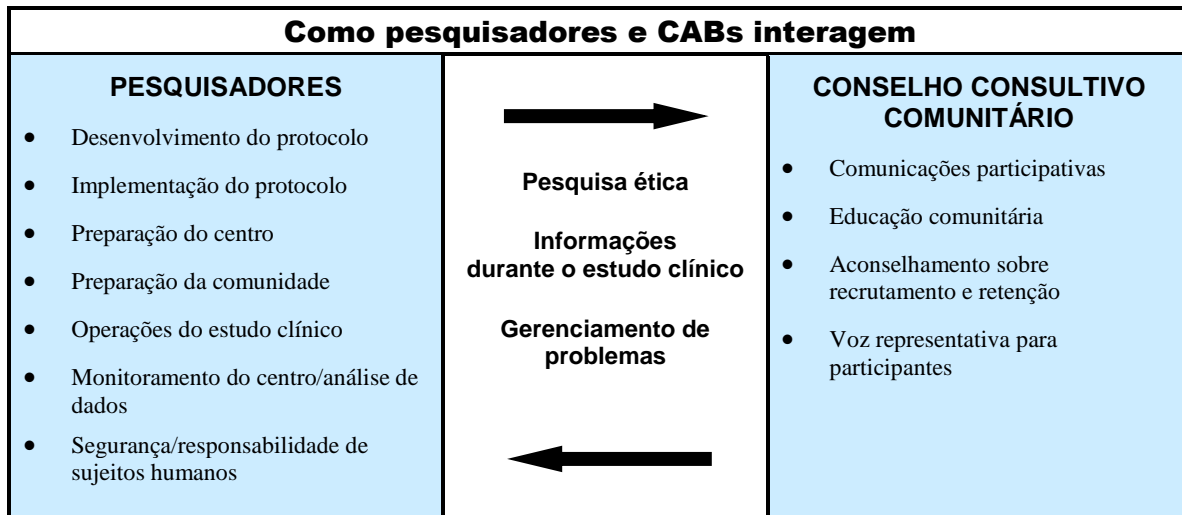 Como pesquisadores e CABs interagem
PESQUISADORES
• Desenvolvimento do protocolo
• Implementação do protocolo
• Preparação do centro
• Preparação da comunidade
• Operações do estudo clínico
• Monitoramento do centro/análise de
dados
• Segurança/responsabilidade de
sujeitos humanos
Pesquisa ética
Informações
durante o estudo clínico
Gerenciamento de
problemas
CONSELHO CONSULTIVO
COMUNITÁRIO
• Comunicações participativas
• Educação comunitária
• Aconselhamento sobre
recrutamento e retenção
• Voz representativa para
participantes